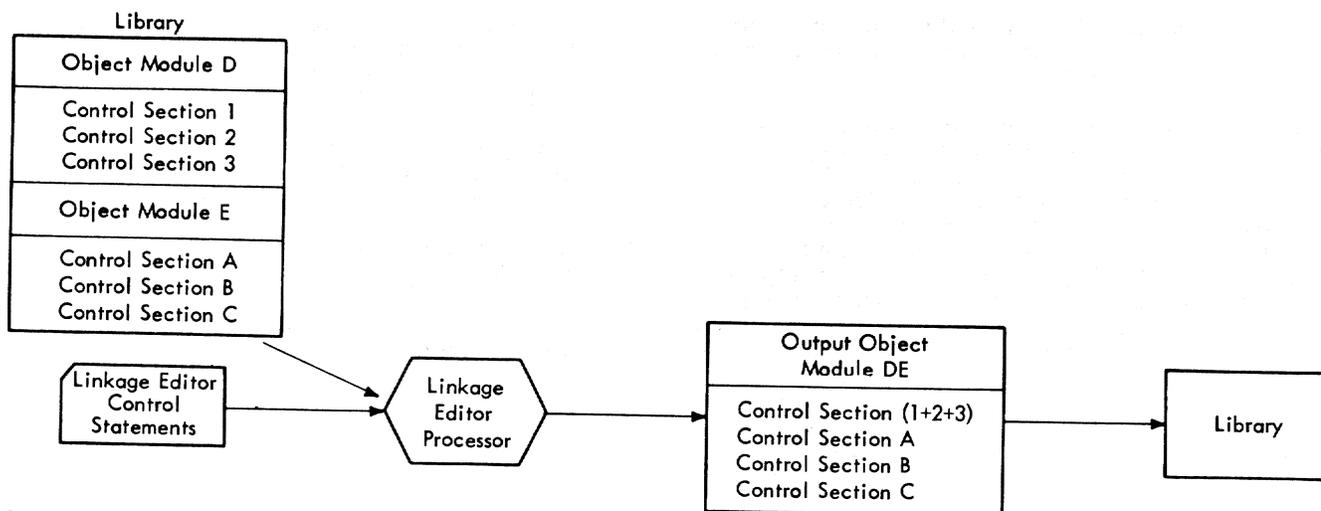 Library
Object Module D
Control Section 1
Control Section 2
Control Section 3
Object Module E
Control Section A
Control Section B
Control Section C
Linkage Editor
Control
Statements
Linkage
Editor
Processor
Output Object
Module DE
Control Section (1+2+3)
Control Section A
Control Section B
Control Section C
Library